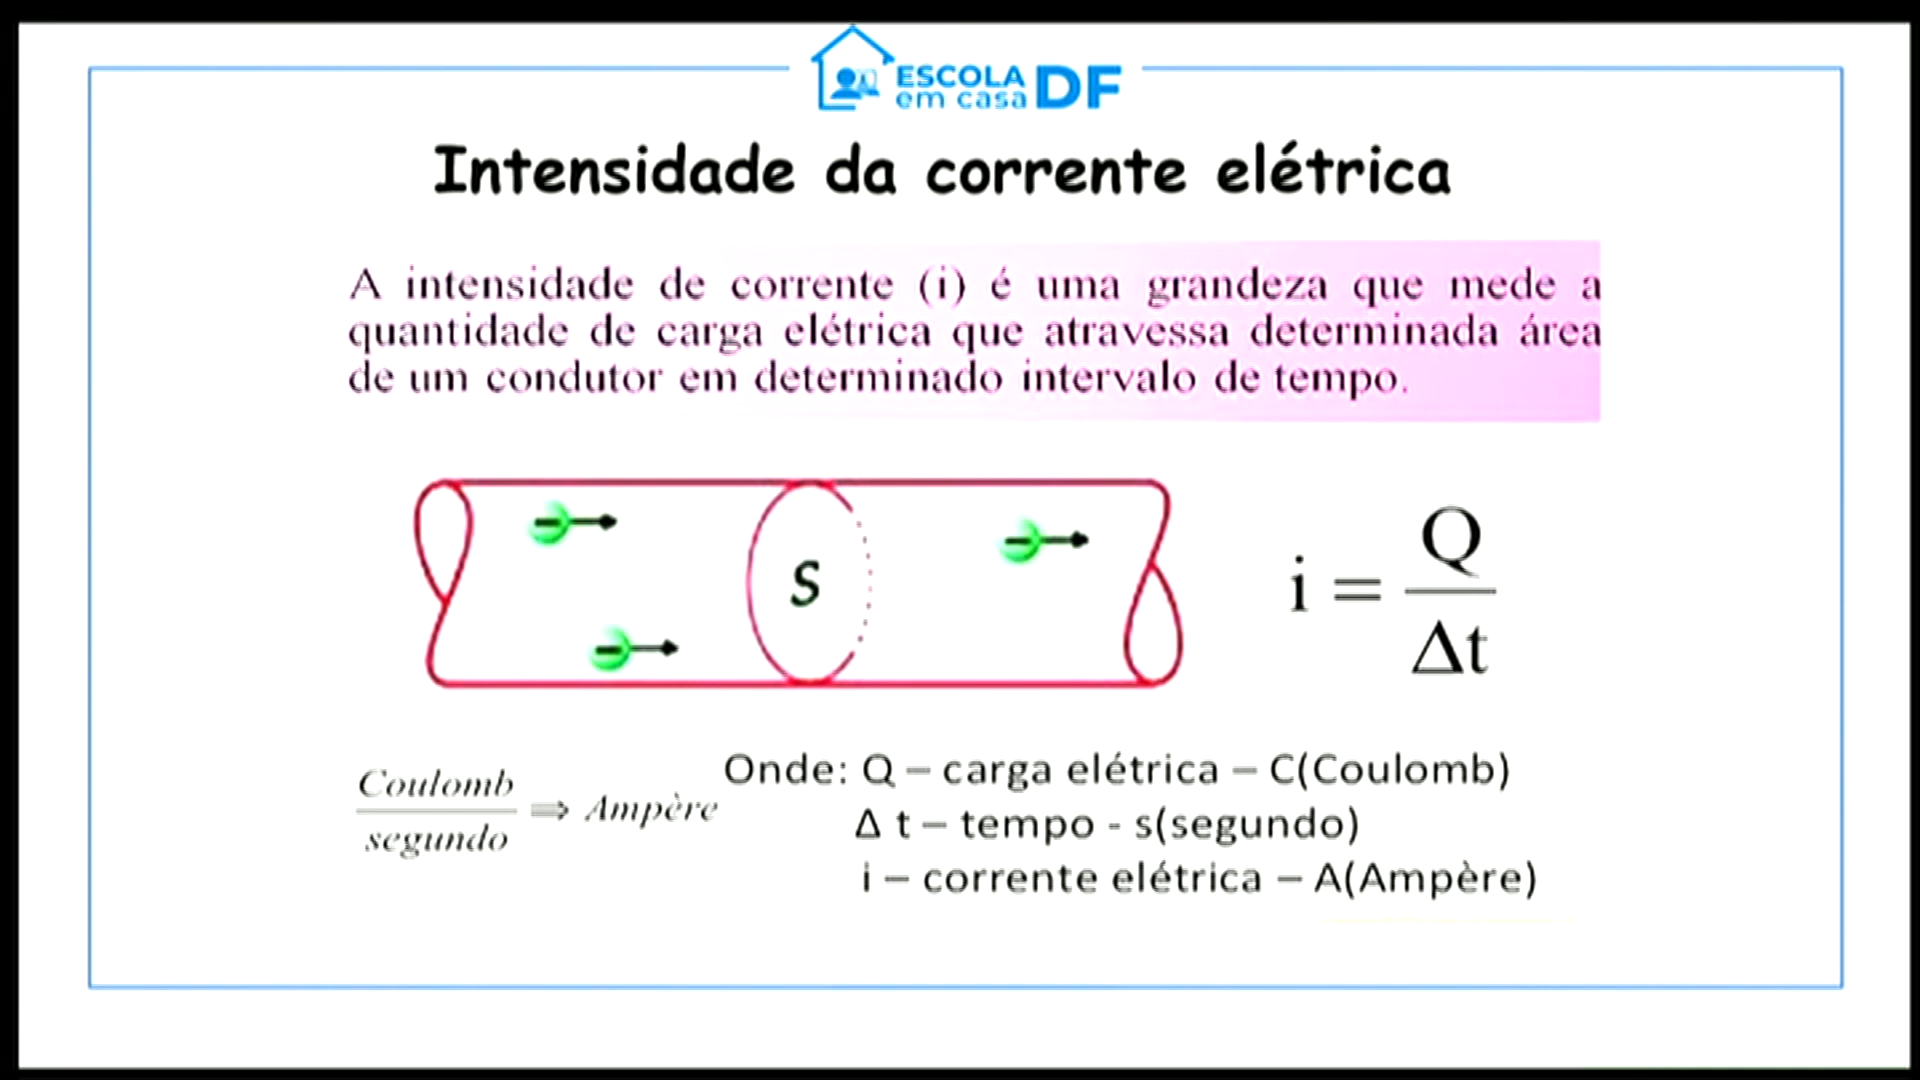 ESCOLA
em casa DF
Intensidade da corrente elétrica
A intensidade de corrente (i) é uma grandeza que mede a
quantidade de carga elétrica que atravessa determinada área
de um condutor em determinado intervalo de tempo.
S
i = Q / Δt
Coulomb / segundo ⇒ Ampère
Onde: Q – carga elétrica – C(Coulomb)
Δ t – tempo - s(segundo)
i – corrente elétrica – A(Ampère)